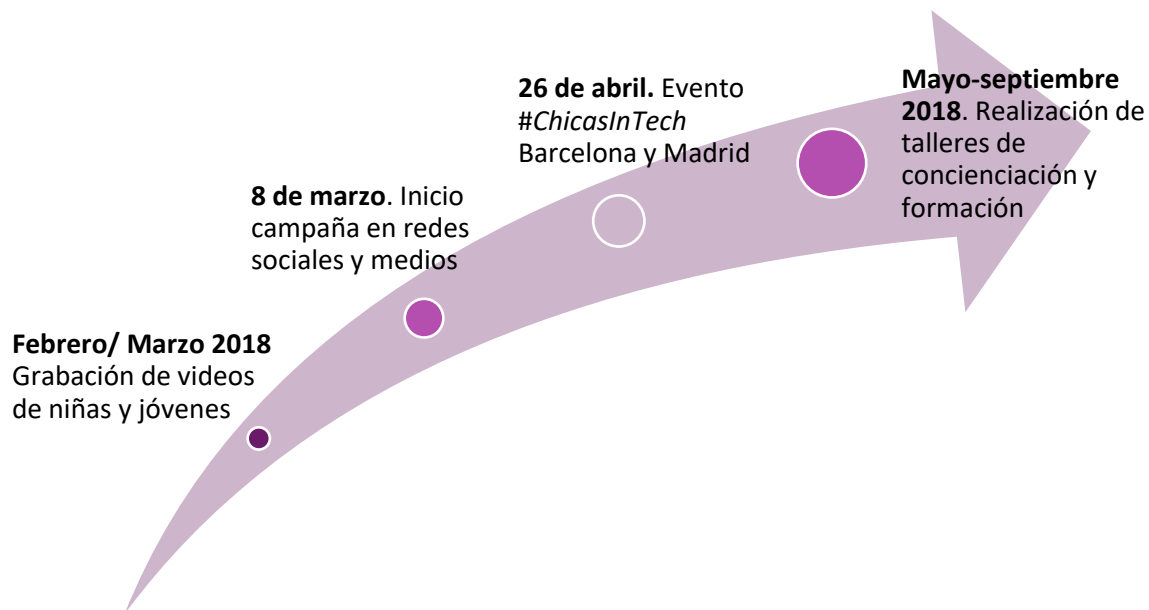 Febrero/ Marzo 2018
Grabación de videos
de niñas y jóvenes
8 de marzo. Inicio
campaña en redes
sociales y medios
26 de abril. Evento
#ChicasInTech
Barcelona y Madrid
Mayo-septiembre
2018. Realización de
talleres de
concienciación y
formación